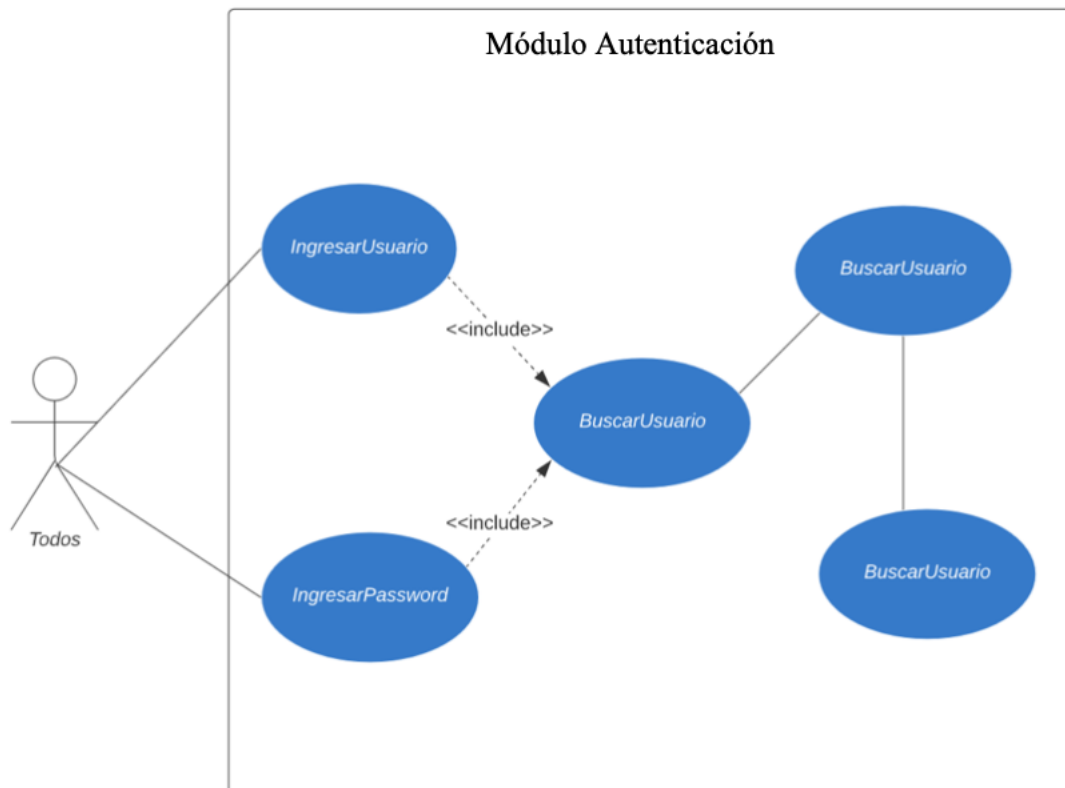 Módulo Autenticación
IngresarUsuario
BuscarUsuario
<<include>>
BuscarUsuario
<<include>>
Todos
IngresarPassword
BuscarUsuario